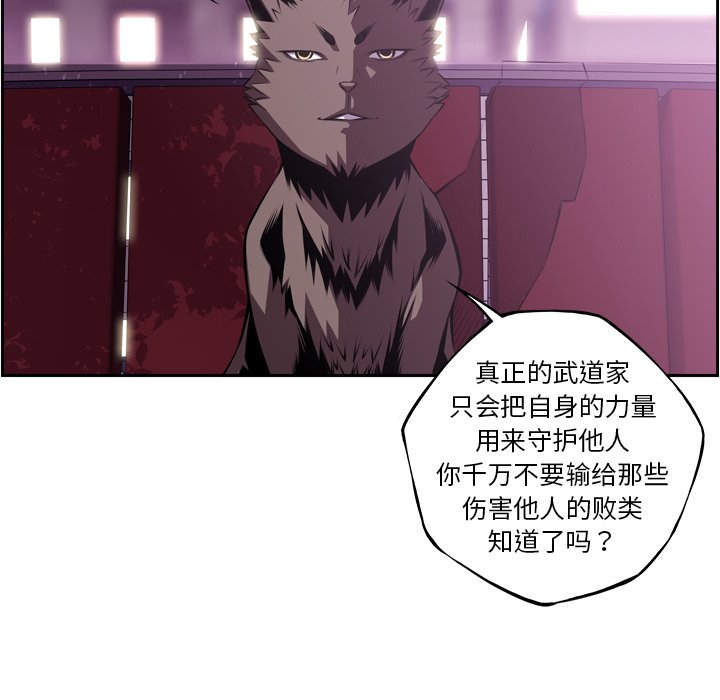 真正的武道家
只会把自身的力量
用来守护他人
你千万不要输给那些
伤害他人的败类
知道了吗？